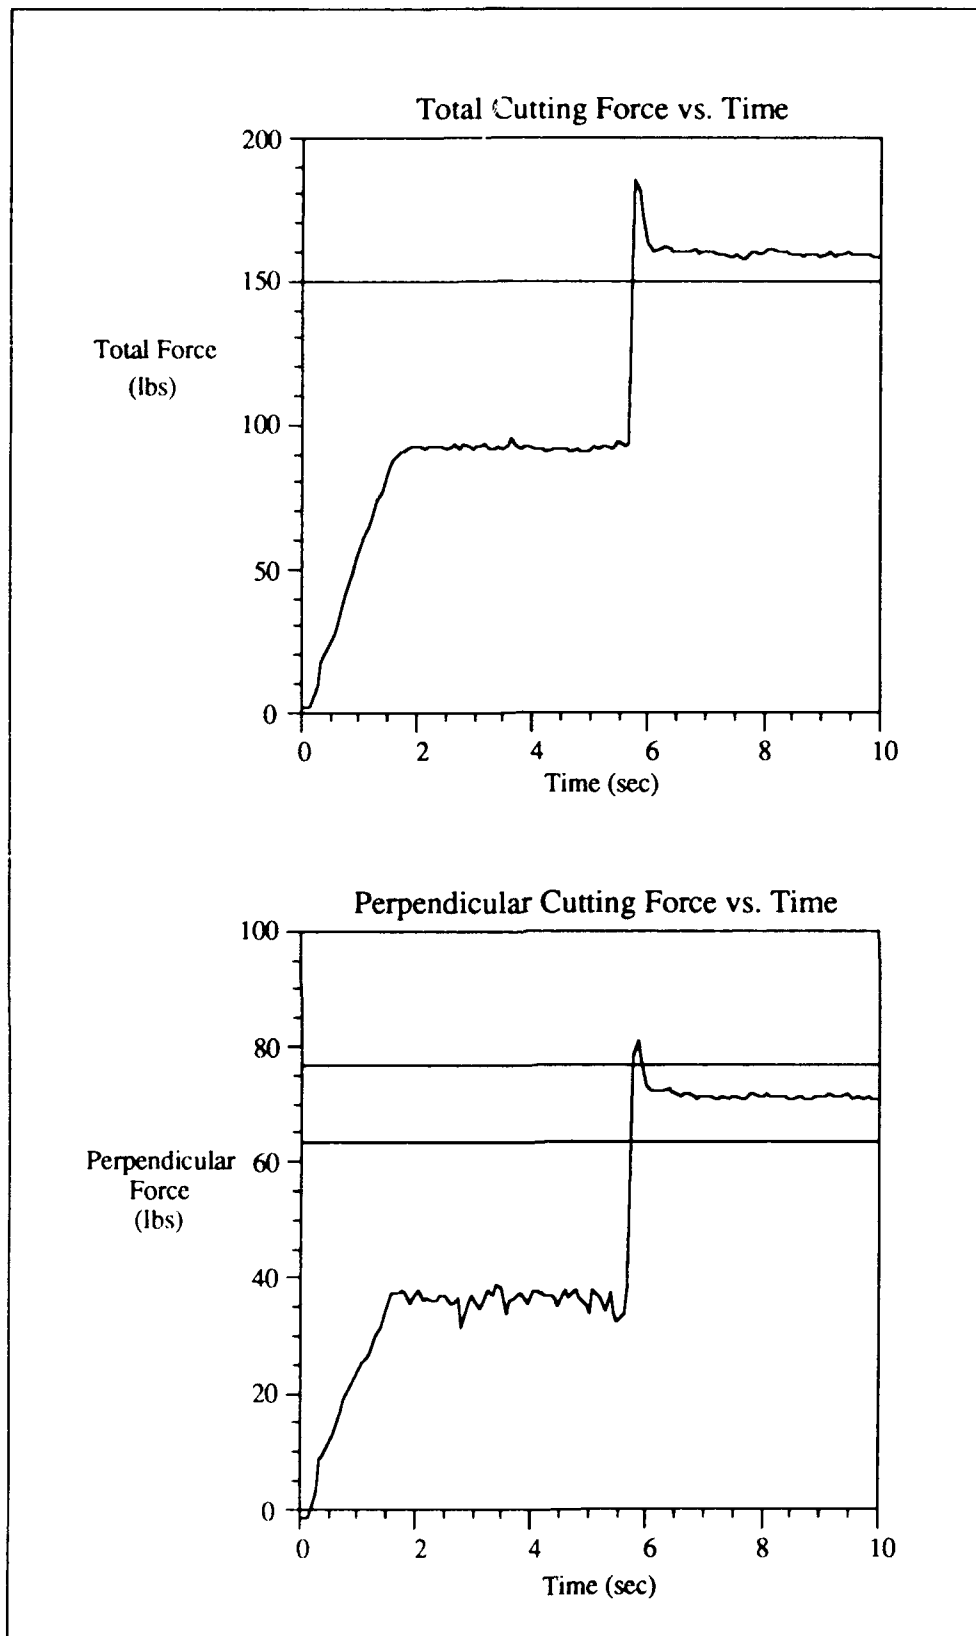 Total Cutting Force vs. Time
200
150
Total Force
(lbs)
100
50
0
0 2 4 6 8 10
Time (sec)
Perpendicular Cutting Force vs. Time
100
80
Perpendicular
Force
(lbs)
60
40
20
0
0 2 4 6 8 10
Time (sec)